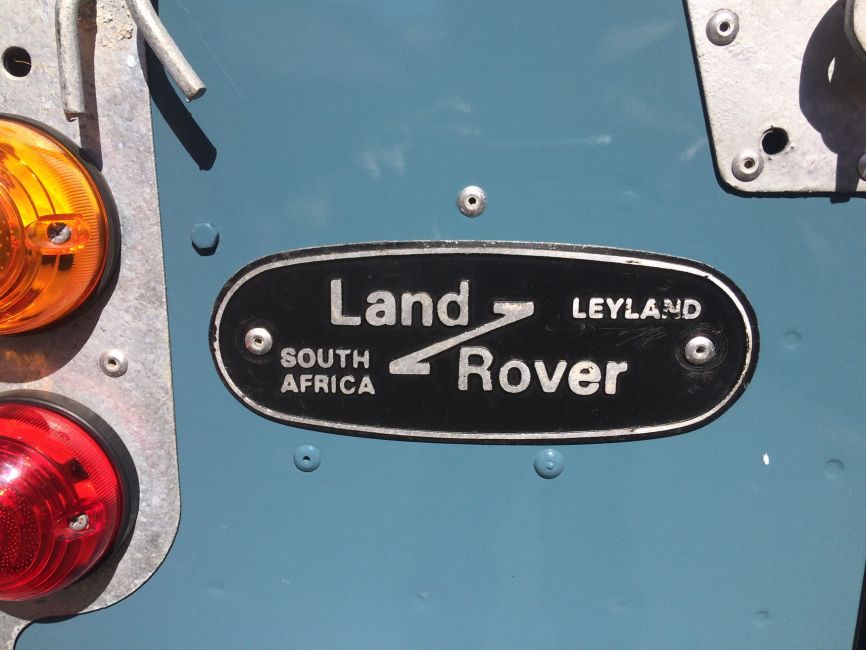 Land
LEYLAND
SOUTH
AFRICA
Rover